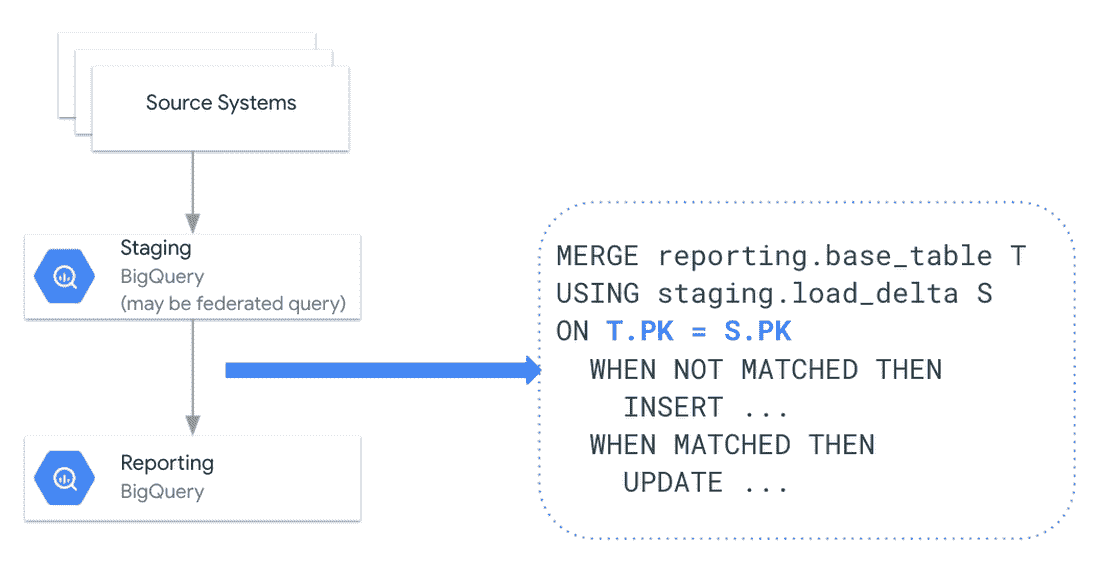 Source Systems
Staging
BigQuery
(may be federated query)
Reporting
BigQuery
MERGE reporting.base_table T
USING staging.load_delta S
ON T.PK = S.PK
WHEN NOT MATCHED THEN
INSERT ...
WHEN MATCHED THEN
UPDATE ...